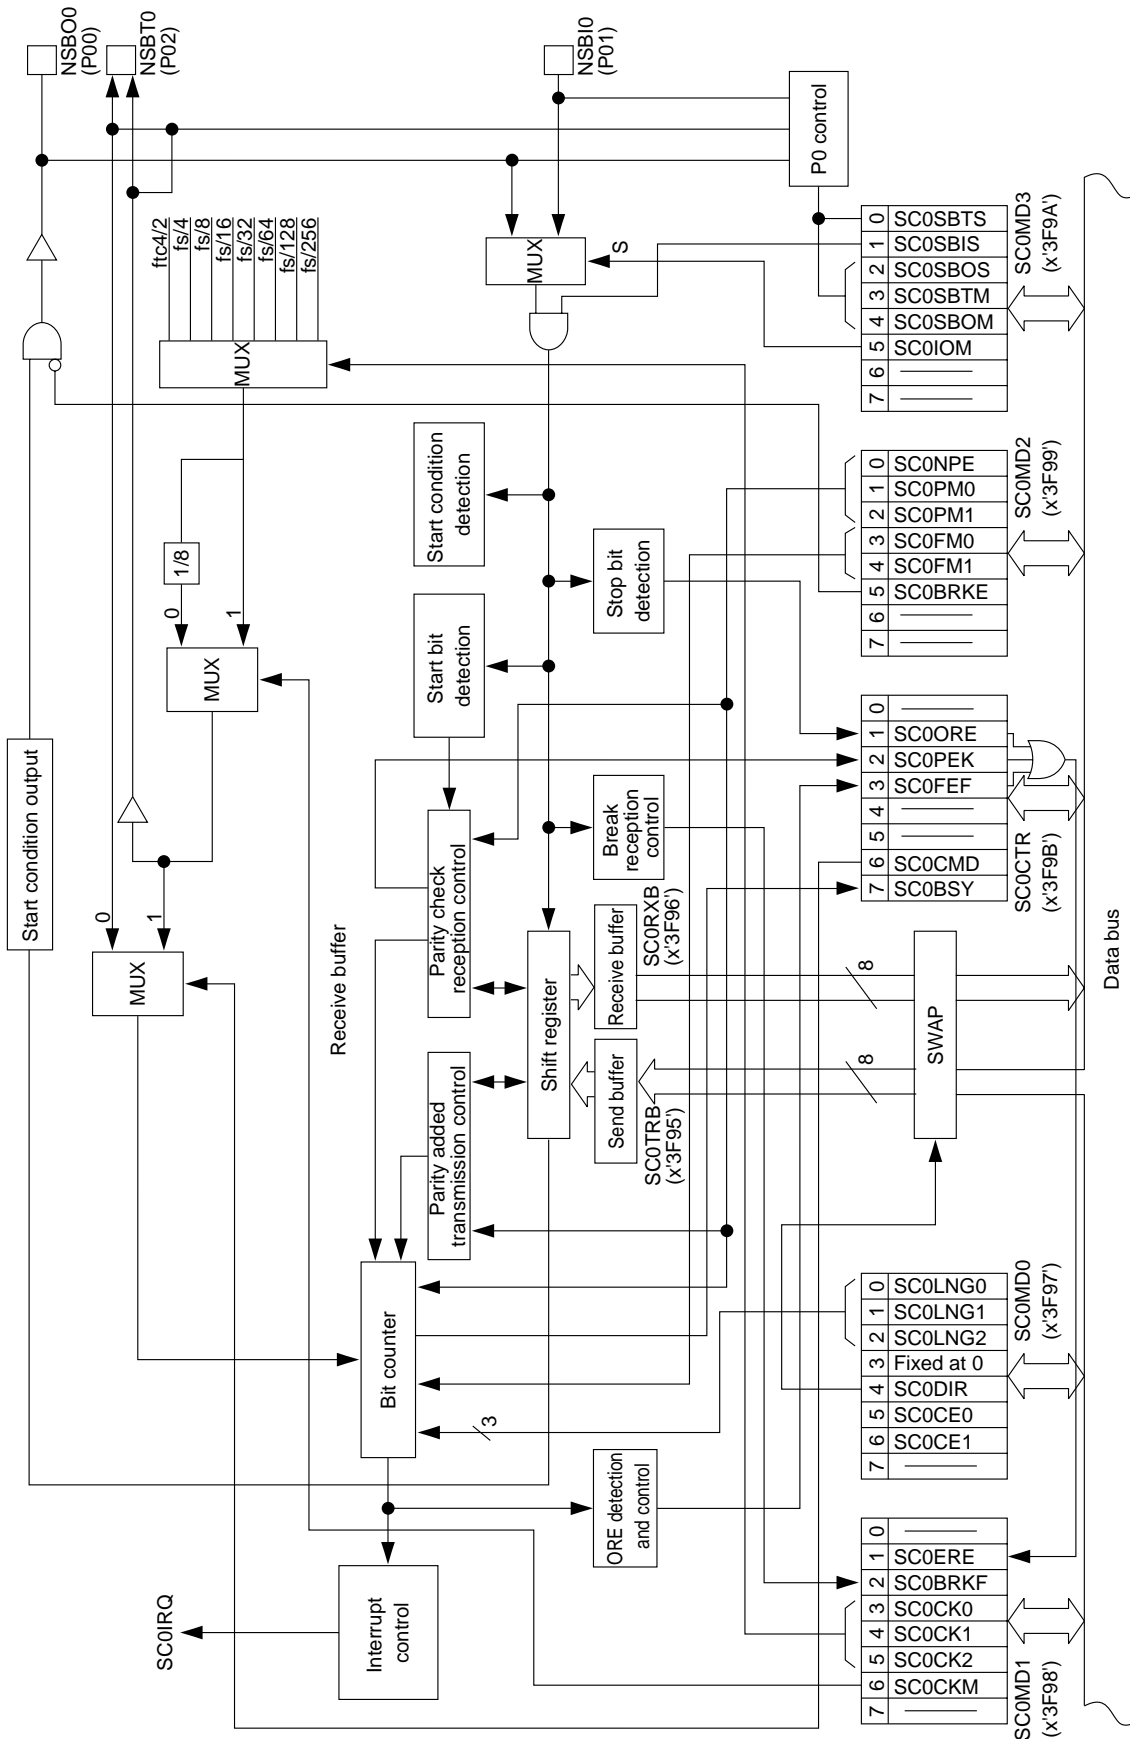 NSBO0
(P00)
NSBT0
(P02)
NSBI0
(P01)
P0 control
ftc4/2
fs/4
fs/8
fs/16
fs/32
fs/64
fs/128
fs/256
MUX
MUX
S
0 SC0SBTS
1 SC0SBIS
2 SC0SBOS
3 SC0SBTM
4 SC0SBOM
5 SC0IOM
6
7
SC0MD3
(x'3F9A')
1/8
0
1
MUX
Start condition
detection
Stop bit
detection
Start bit
detection
0 SC0NPE
1 SC0PM0
2 SC0PM1
3 SC0FM0
4 SC0FM1
5 SC0BRKE
6
7
SC0MD2
(x'3F99')
Start condition output
0
1
MUX
Receive buffer
Parity check
reception control
Break
reception
control
0
1 SC0ORE
2 SC0PEK
3 SC0FEF
4
5
6 SC0CMD
7 SC0BSY
SC0CTR
(x'3F9B')
Shift register
Receive buffer
SC0RXB
(x'3F96')
8
Parity added
transmission control
Send buffer
SC0TRB
(x'3F95')
8
SWAP
Data bus
Bit counter
3
0 SC0LNG0
1 SC0LNG1
2 SC0LNG2
3 Fixed at 0
4 SC0DIR
5 SC0CE0
6 SC0CE1
7
SC0MD0
(x'3F97')
SC0IRQ
Interrupt
control
ORE detection
and control
0
1 SC0ERE
2 SC0BRKF
3 SC0CK0
4 SC0CK1
5 SC0CK2
6 SC0CKM
7
SC0MD1
(x'3F98')